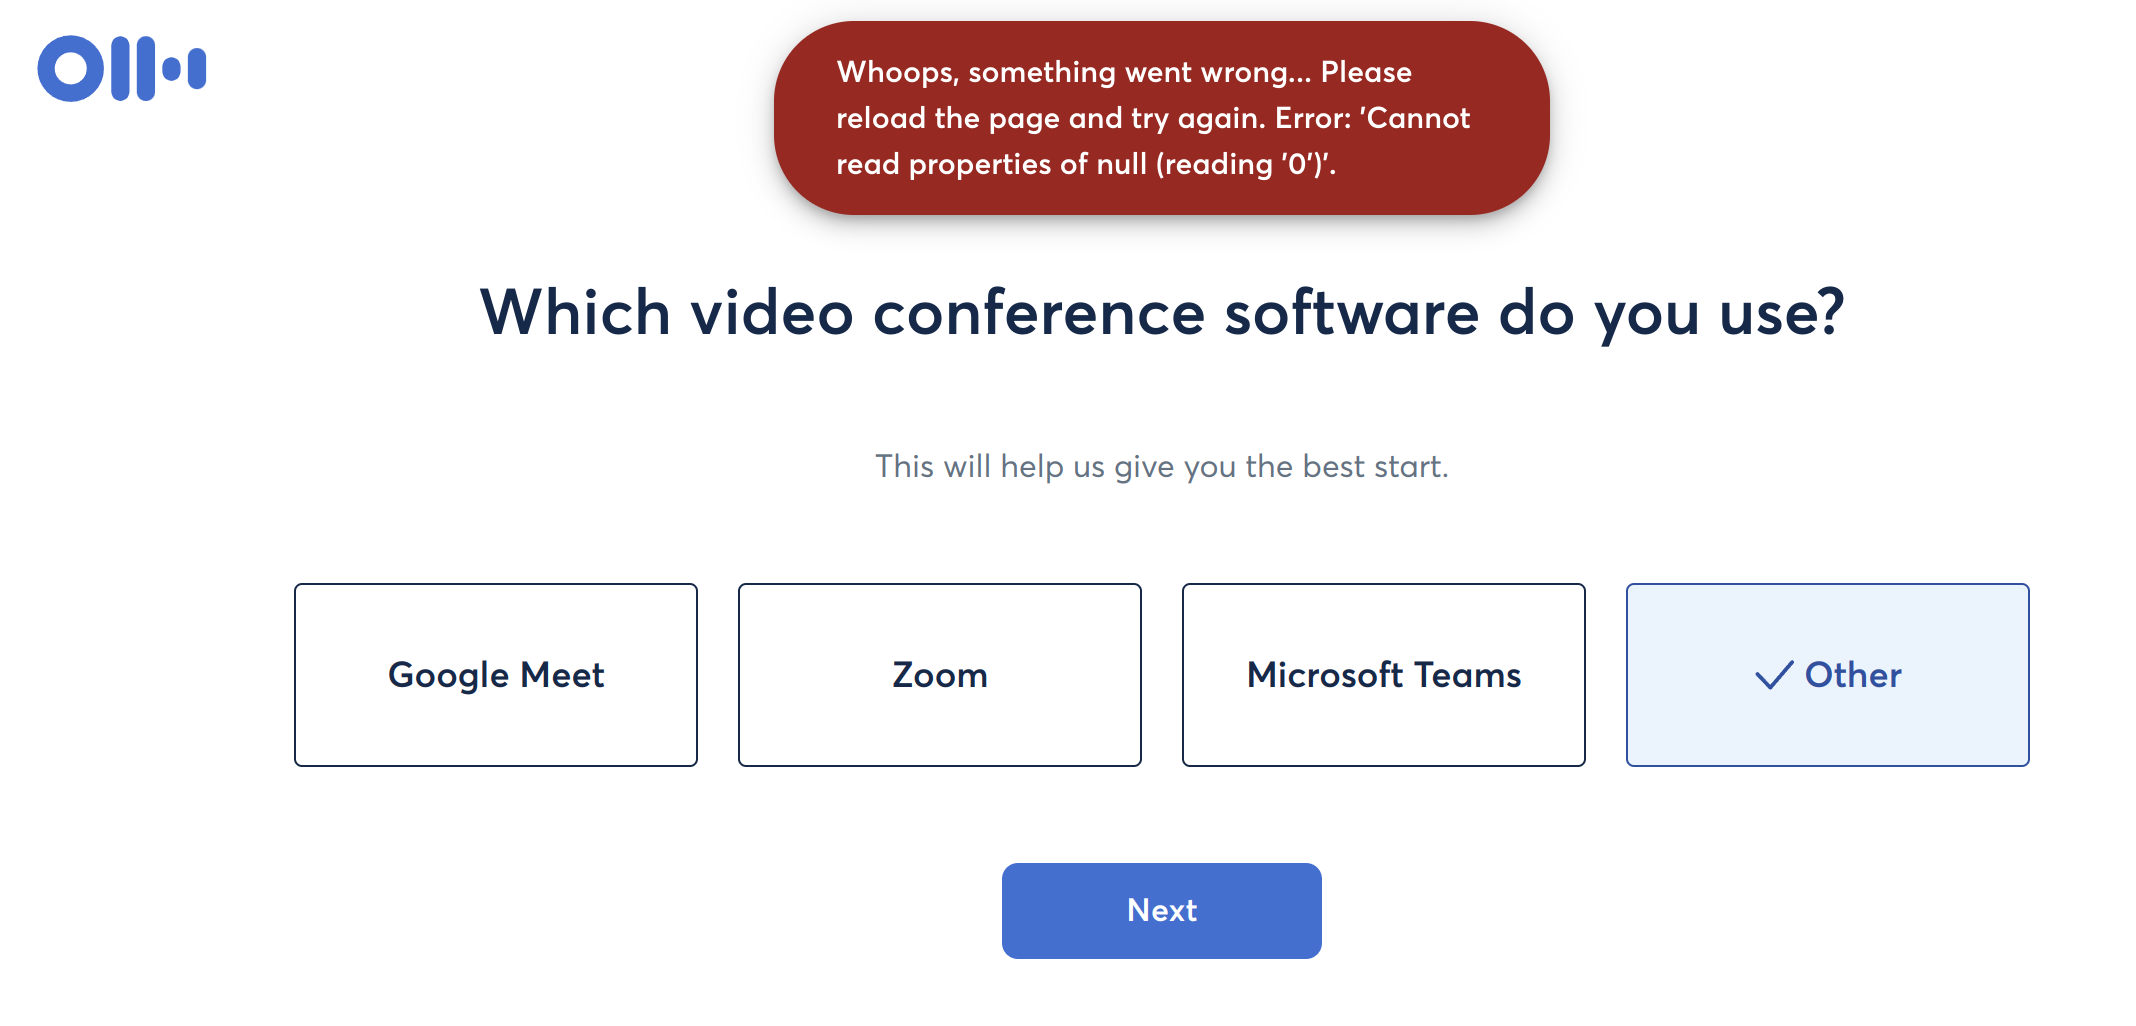 Whoops, something went wrong... Please
reload the page and try again. Error: 'Cannot
read properties of null (reading '0')'.
Which video conference software do you use?
This will help us give you the best start.
Google Meet
Zoom
Microsoft Teams
Other
Next